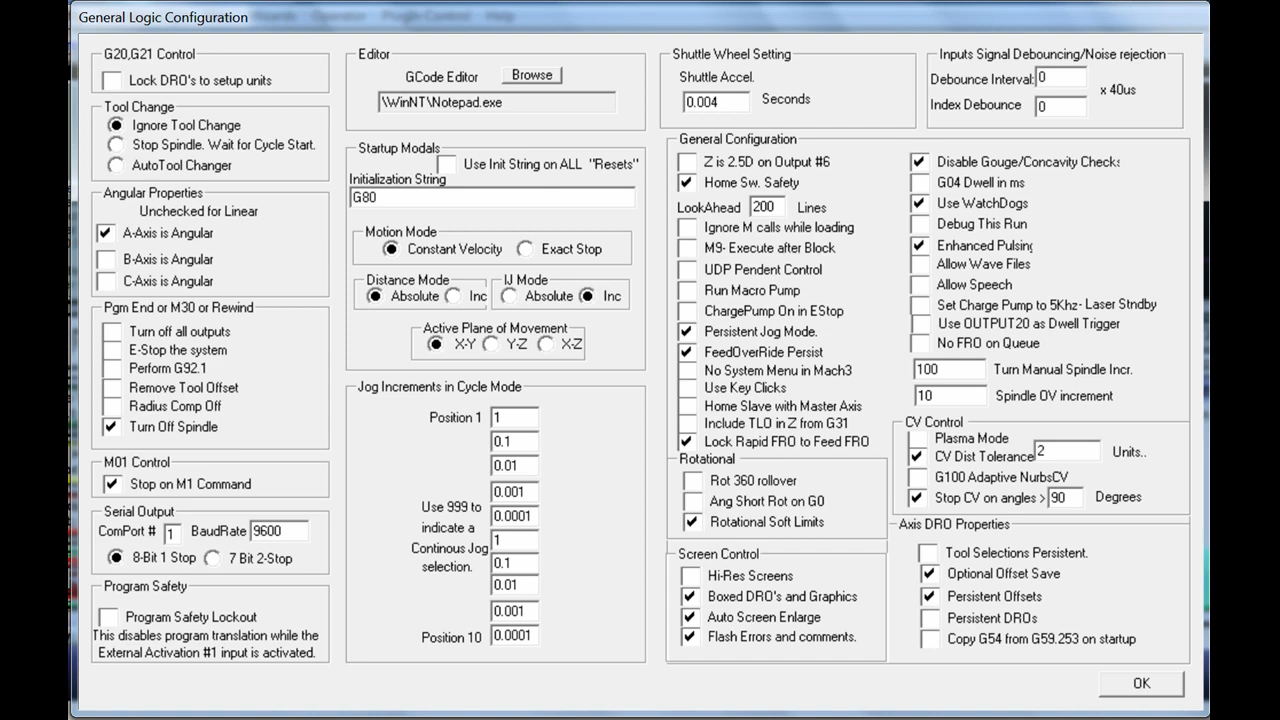 General Logic Configuration
G20,G21 Control
Lock DRO's to setup units
Tool Change
Ignore Tool Change
Stop Spindle. Wait for Cycle Start.
AutoTool Changer
Angular Properties
Unchecked for Linear
A-Axis is Angular
B-Axis is Angular
C-Axis is Angular
Pgm End or M30 or Rewind
Turn off all outputs
E-Stop the system
Perform G92.1
Remove Tool Offset
Radius Comp Off
Turn Off Spindle
M01 Control
Stop on M1 Command
Serial Output
ComPort # 1 BaudRate 9600
8-Bit 1 Stop 7 Bit 2-Stop
Program Safety
Program Safety Lockout
This disables program translation while the
External Activation #1 input is activated.
Editor
GCode Editor Browse
\WinNT\Notepad.exe
Startup Modals
Use Init String on ALL "Resets"
Initialization String
G80
Motion Mode
Constant Velocity Exact Stop
Distance Mode
Absolute Inc
IJ Mode
Absolute Inc
Active Plane of Movement
X-Y Y-Z X-Z
Jog Increments in Cycle Mode
Position 1 1
0.1
0.01
0.001
Use 999 to 0.0001
indicate a
Continous Jog 1
selection. 0.1
0.01
0.001
Position 10 0.0001
Shuttle Wheel Setting
Shuttle Accel.
0.004 Seconds
Inputs Signal Debouncing/Noise rejection
Debounce Interval: 0
x 40us
Index Debounce 0
General Configuration
Z is 2.5D on Output #6
Home Sw. Safety
LookAhead 200 Lines
Ignore M calls while loading
M9- Execute after Block
UDP Pendent Control
Run Macro Pump
ChargePump On in EStop
Persistent Jog Mode.
FeedOverRide Persist
No System Menu in Mach3
Use Key Clicks
Home Slave with Master Axis
Include TLO in Z from G31
Lock Rapid FRO to Feed FRO
Disable Gouge/Concavity Checks
G04 Dwell in ms
Use WatchDogs
Debug This Run
Enhanced Pulsing
Allow Wave Files
Allow Speech
Set Charge Pump to 5Khz- Laser Stndby
Use OUTPUT20 as Dwell Trigger
No FRO on Queue
100 Turn Manual Spindle Incr.
10 Spindle OV increment
Rotational
Rot 360 rollover
Ang Short Rot on G0
Rotational Soft Limits
Screen Control
Hi-Res Screens
Boxed DRO's and Graphics
Auto Screen Enlarge
Flash Errors and comments.
CV Control
Plasma Mode
CV Dist Tolerance 2 Units..
G100 Adaptive NurbsCV
Stop CV on angles > 90 Degrees
Axis DRO Properties
Tool Selections Persistent.
Optional Offset Save
Persistent Offsets
Persistent DROs
Copy G54 from G59.253 on startup
OK